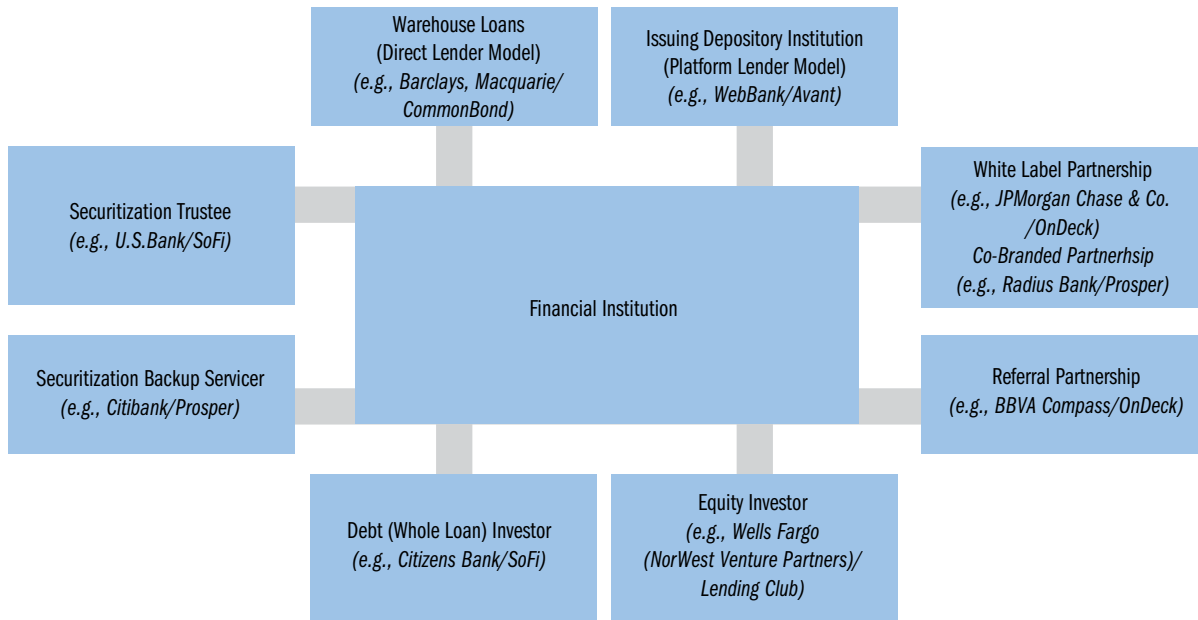 Warehouse Loans
(Direct Lender Model)
(e.g., Barclays, Macquarie/
CommonBond)
Issuing Depository Institution
(Platform Lender Model)
(e.g., WebBank/Avant)
Securitization Trustee
(e.g., U.S.Bank/SoFi)
White Label Partnership
(e.g., JPMorgan Chase & Co.
/OnDeck)
Co-Branded Partnerhsip
(e.g., Radius Bank/Prosper)
Financial Institution
Securitization Backup Servicer
(e.g., Citibank/Prosper)
Referral Partnership
(e.g., BBVA Compass/OnDeck)
Debt (Whole Loan) Investor
(e.g., Citizens Bank/SoFi)
Equity Investor
(e.g., Wells Fargo
(NorWest Venture Partners)/
Lending Club)